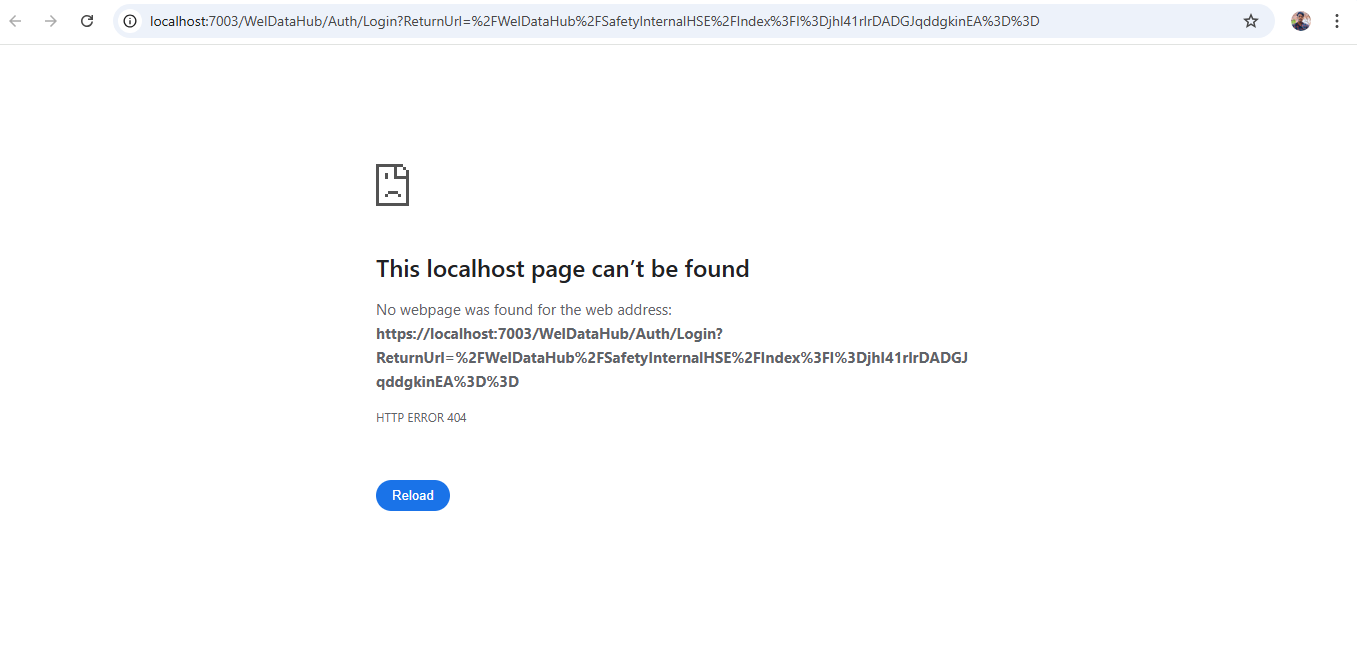 localhost:7003/WelDataHub/Auth/Login?ReturnUrl=%2FWelDataHub%2FSafetyInternalHSE%2FIndex%3FI%3Djhl41rlrDADGJqddgkinEA%3D%3D
This localhost page can’t be found
No webpage was found for the web address:
https://localhost:7003/WelDataHub/Auth/Login?
ReturnUrl=%2FWelDataHub%2FSafetyInternalHSE%2FIndex%3FI%3Djhl41rlrDADGJ
qddgkinEA%3D%3D
HTTP ERROR 404
Reload